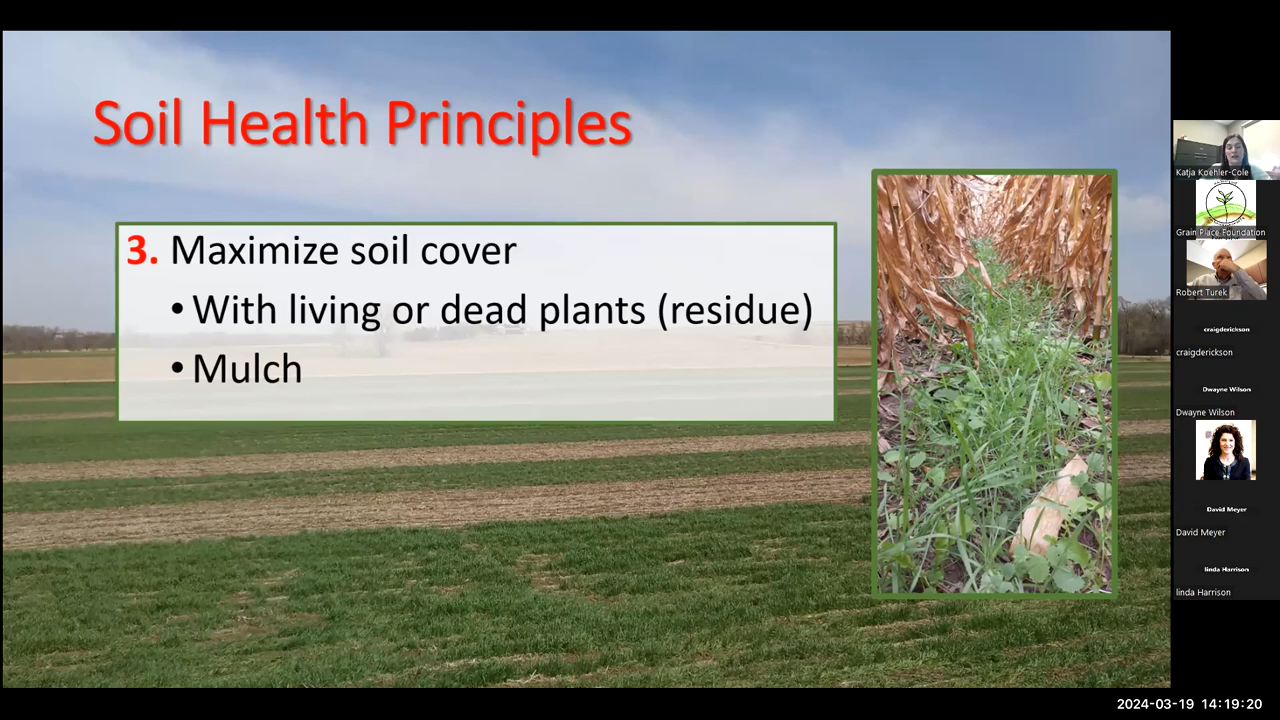 Soil Health Principles
3. Maximize soil cover
• With living or dead plants (residue)
• Mulch
Katja Koehler-Cole
Grain Place Foundation
Robert Turek
craigderickson
craigderickson
Dwayne Wilson
Dwayne Wilson
David Meyer
David Meyer
linda Harrison
linda Harrison
2024-03-19 14:19:20